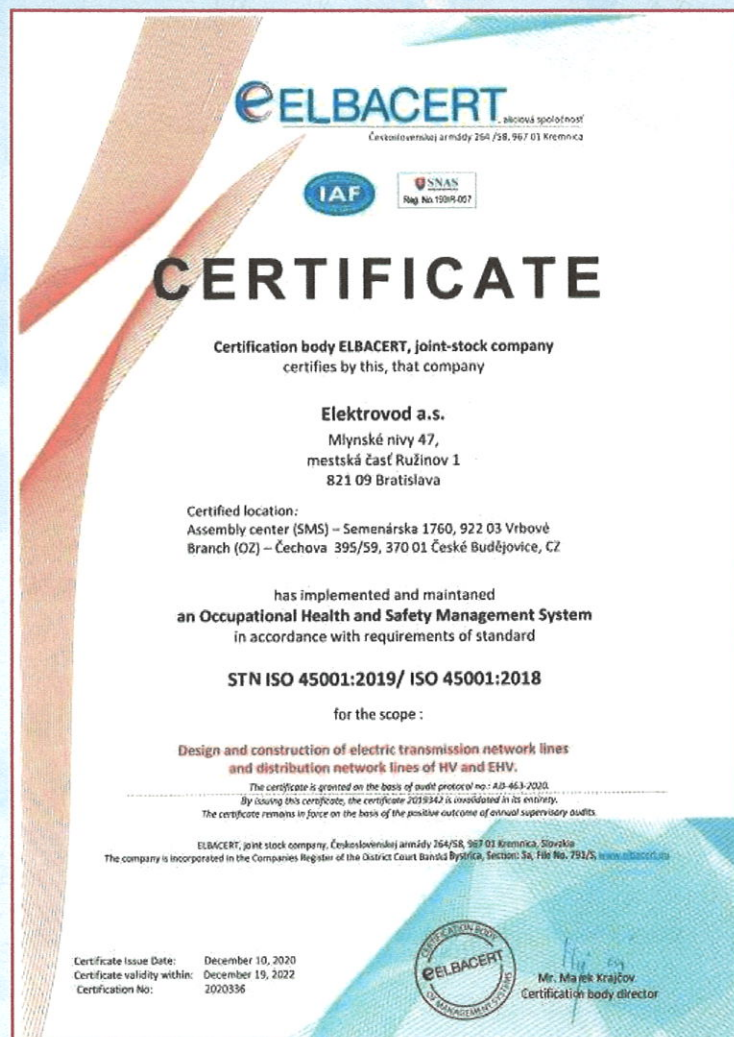 ELBACERT, akciová spoločnosť
Československej armády 264 /58, 967 01 Kremnica
IAF
SNAS
Reg. No.193/R-007
CERTIFICATE
Certification body ELBACERT, joint-stock company
certifies by this, that company
Elektrovod a.s.
Mlynské nivy 47,
mestská časť Ružinov 1
821 09 Bratislava
Certified location:
Assembly center (SMS) – Semenárska 1760, 922 03 Vrbové
Branch (OZ) – Čechova 395/59, 370 01 České Budějovice, CZ
has implemented and maintaned
an Occupational Health and Safety Management System
in accordance with requirements of standard
STN ISO 45001:2019/ ISO 45001:2018
for the scope :
Design and construction of electric transmission network lines
and distribution network lines of HV and EHV.
The certificate is granted on the basis of audit protocol no.: AD-463-2020.
By issuing this certificate, the certificate 2019342 is invalidated in its entirety.
The certificate remains in force on the basis of the positive outcome of annual supervisory audits.
ELBACERT, joint stock company, Československej armády 264/58, 967 01 Kremnica, Slovakia
The company is incorporated in the Companies Register of the District Court Banská Bystrica, Section: Sa, File No. 791/S, www.elbacert.eu
Certificate Issue Date: December 10, 2020
Certificate validity within: December 19, 2022
Certification No: 2020336
CERTIFICATION BODY
ELBACERT
OF MANAGEMENT SYSTEMS
Mr. Marek Krajčov
Certification body director